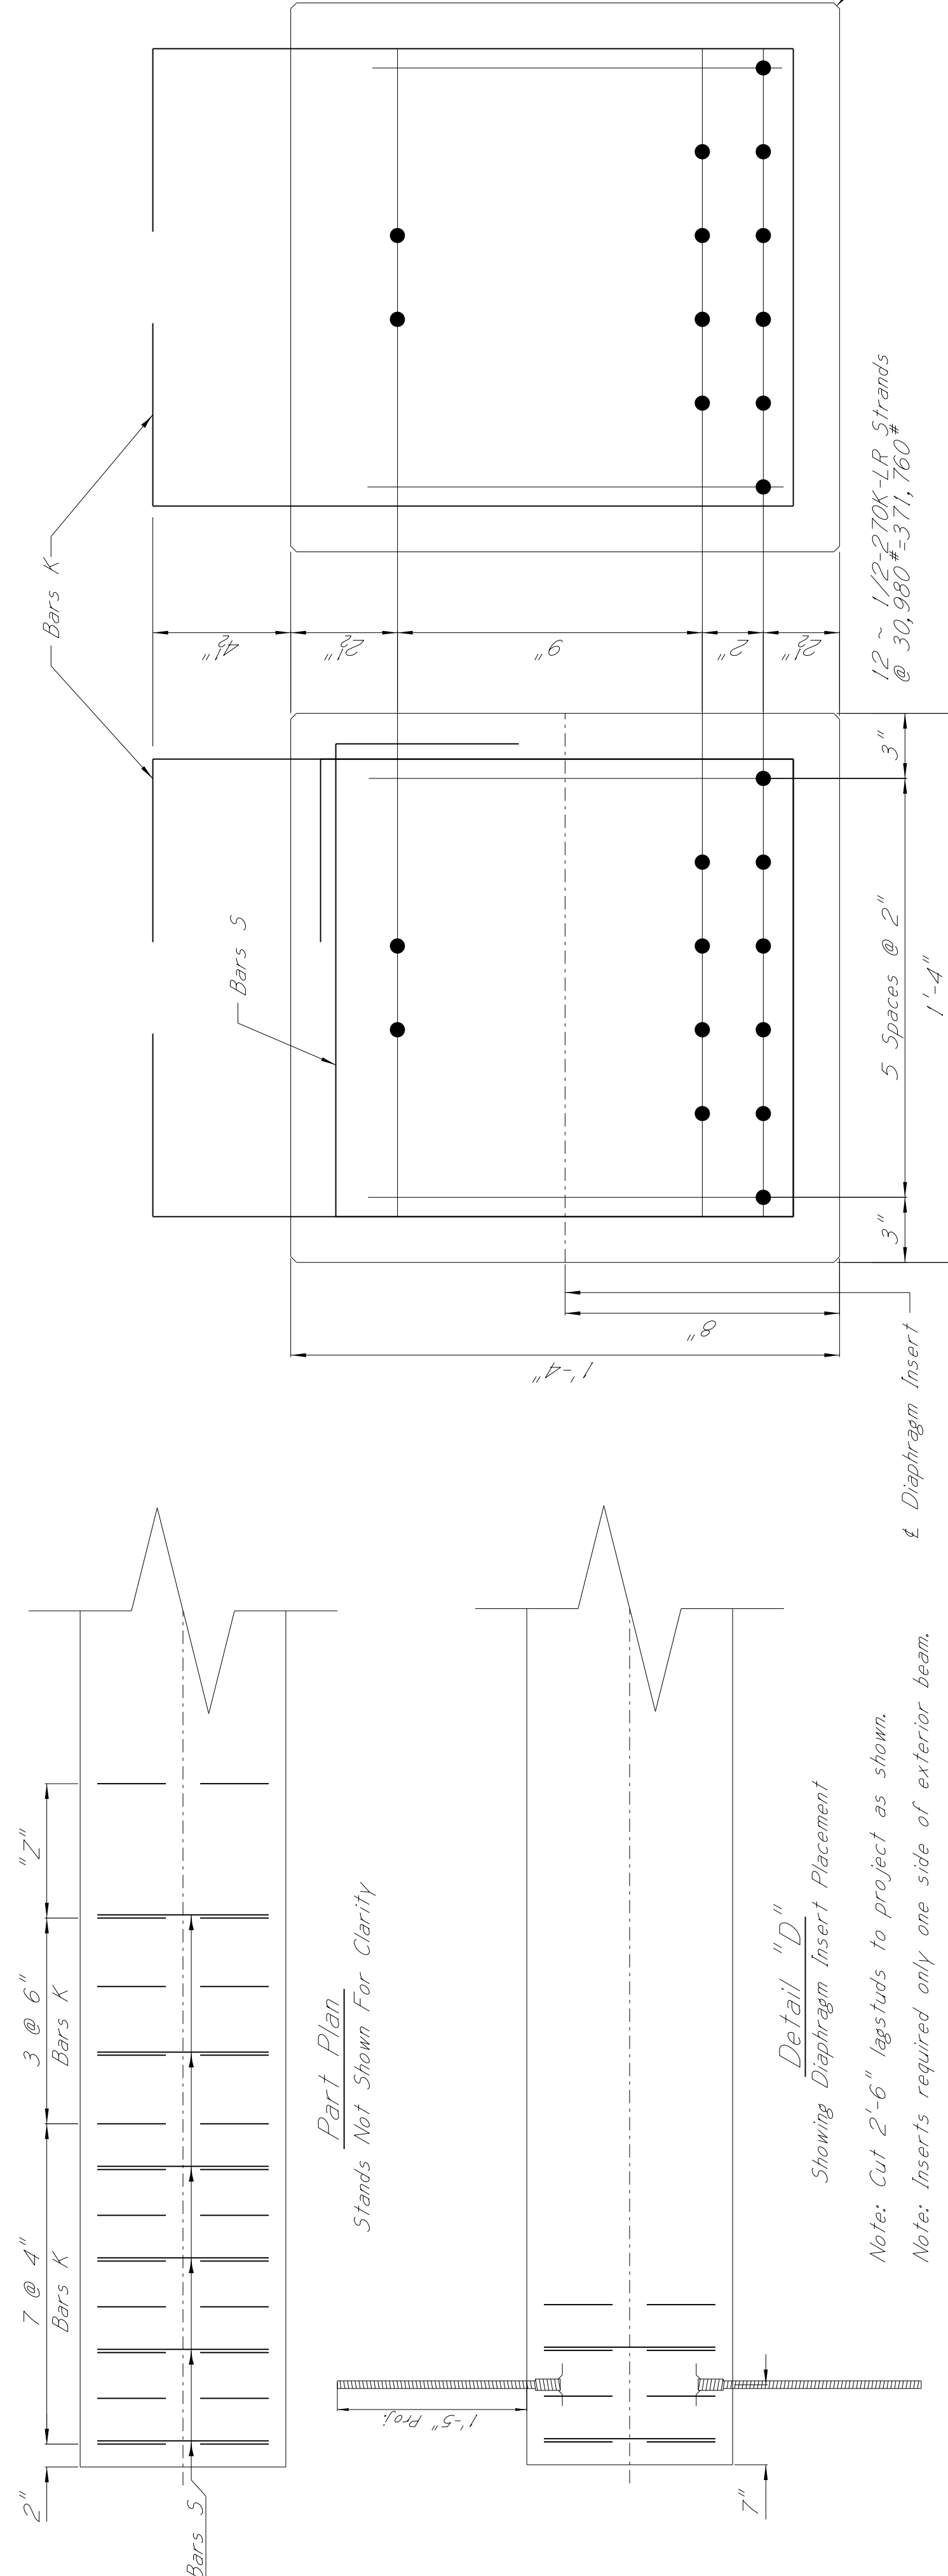 Bars K
4½"
2½"
9"
2"
2½"
12 ~ 1/2-270K-LR Strands
@ 30,980#=371,760#
Bars S
3"
5 Spaces @ 2"
3"
1'-4"
8"
1'-4"
℄ Diaphragm Insert
2"
7 @ 4"
Bars K
3 @ 6"
Bars K
"Z"
Bars S
Part Plan
Stands Not Shown For Clarity
1'-5" Proj.
7"
Detail "D"
Showing Diaphragm Insert Placement
Note: Cut 2'-6" lagstuds to project as shown.
Note: Inserts required only one side of exterior beam.